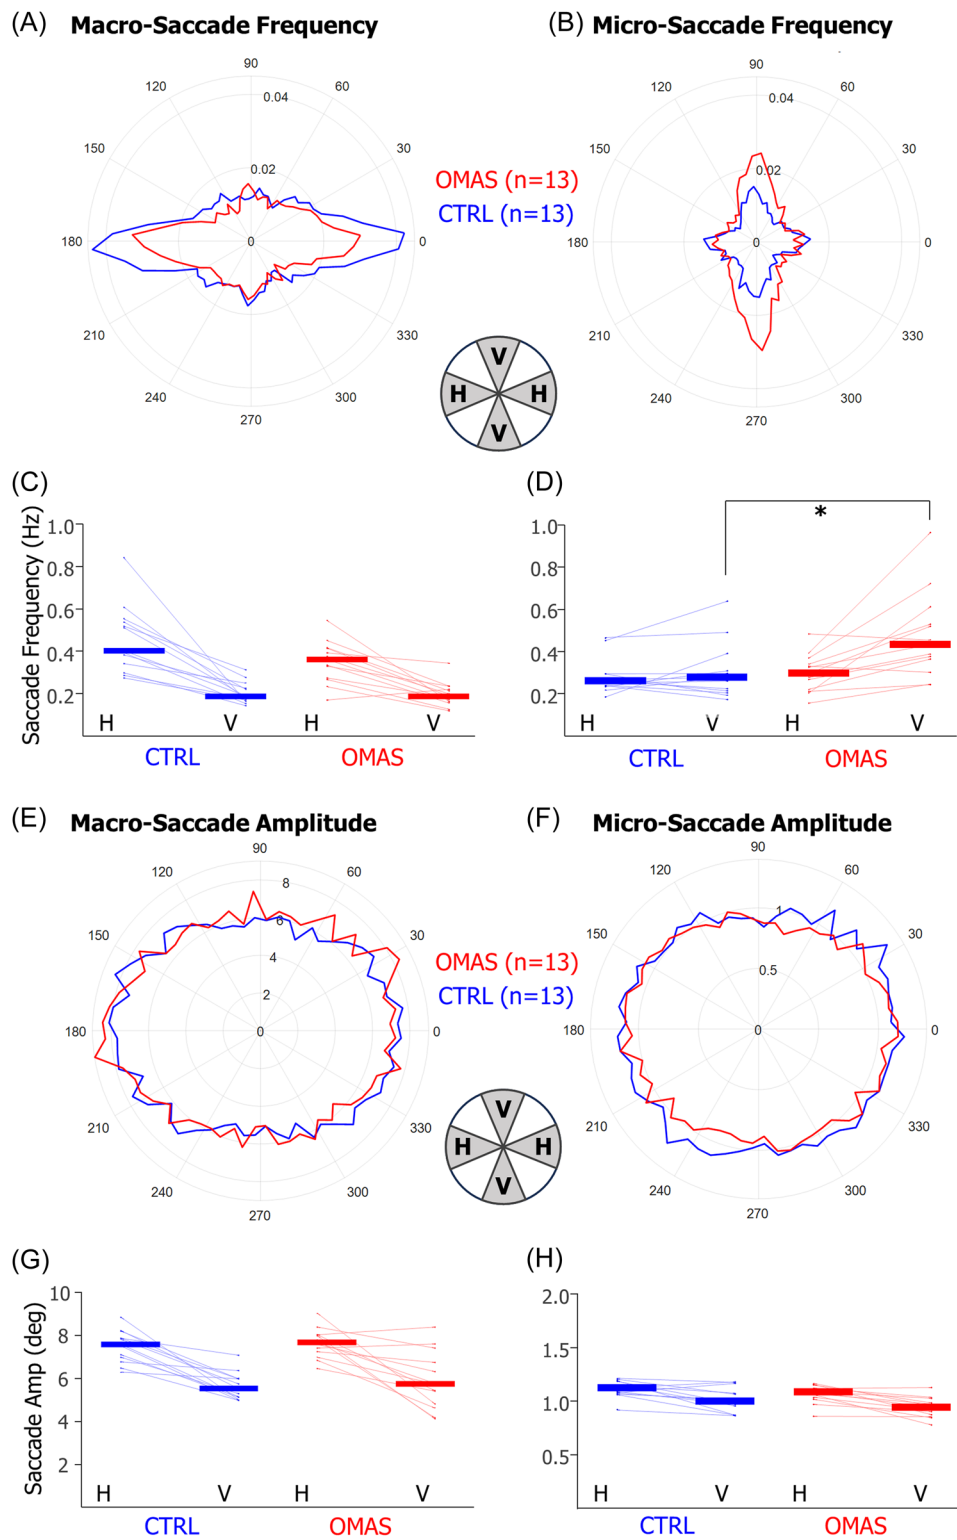 (A) Macro-Saccade Frequency
(B) Micro-Saccade Frequency
90
120 60
0.04
150 30
0.02
180 0 0
210 330
240 300
270
90
120 60
0.04
150 30
0.02
180 0 0
210 330
240 300
270
OMAS (n=13)
CTRL (n=13)
V
H H
V
(C)
Saccade Frequency (Hz)
1.0
0.8
0.6
0.4
0.2
H V H V
CTRL OMAS
(D)
*
1.0
0.8
0.6
0.4
0.2
H V H V
CTRL OMAS
(E) Macro-Saccade Amplitude
(F) Micro-Saccade Amplitude
90
120 60
8
6
150 30
4
2
180 0 0
210 330
240 300
270
90
120 60
1
150 30
0.5
180 0 0
210 330
240 300
270
OMAS (n=13)
CTRL (n=13)
V
H H
V
(G)
Saccade Amp (deg)
10
8
6
4
2
H V H V
CTRL OMAS
(H)
2.0
1.5
1.0
0.5
H V H V
CTRL OMAS